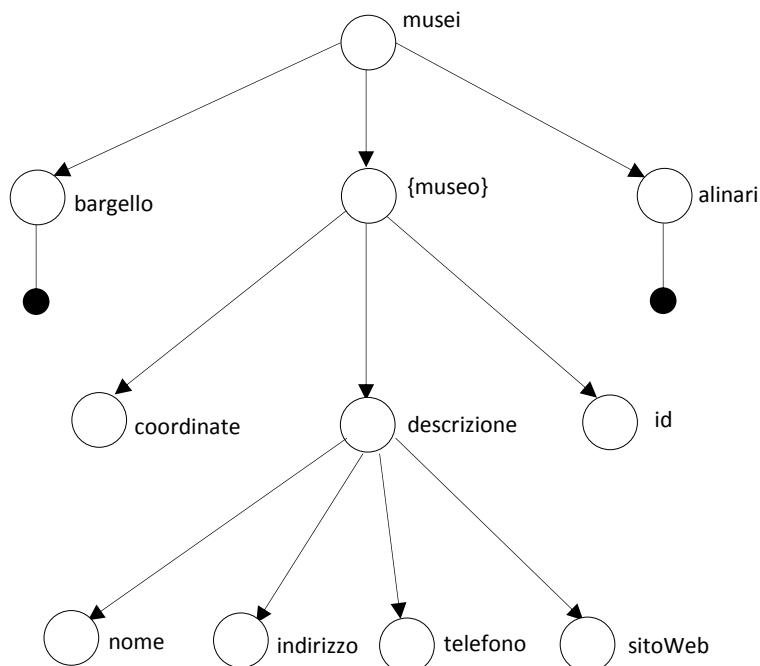 musei
bargello
{museo}
alinari
coordinate
descrizione
id
nome
indirizzo
telefono
sitoWeb